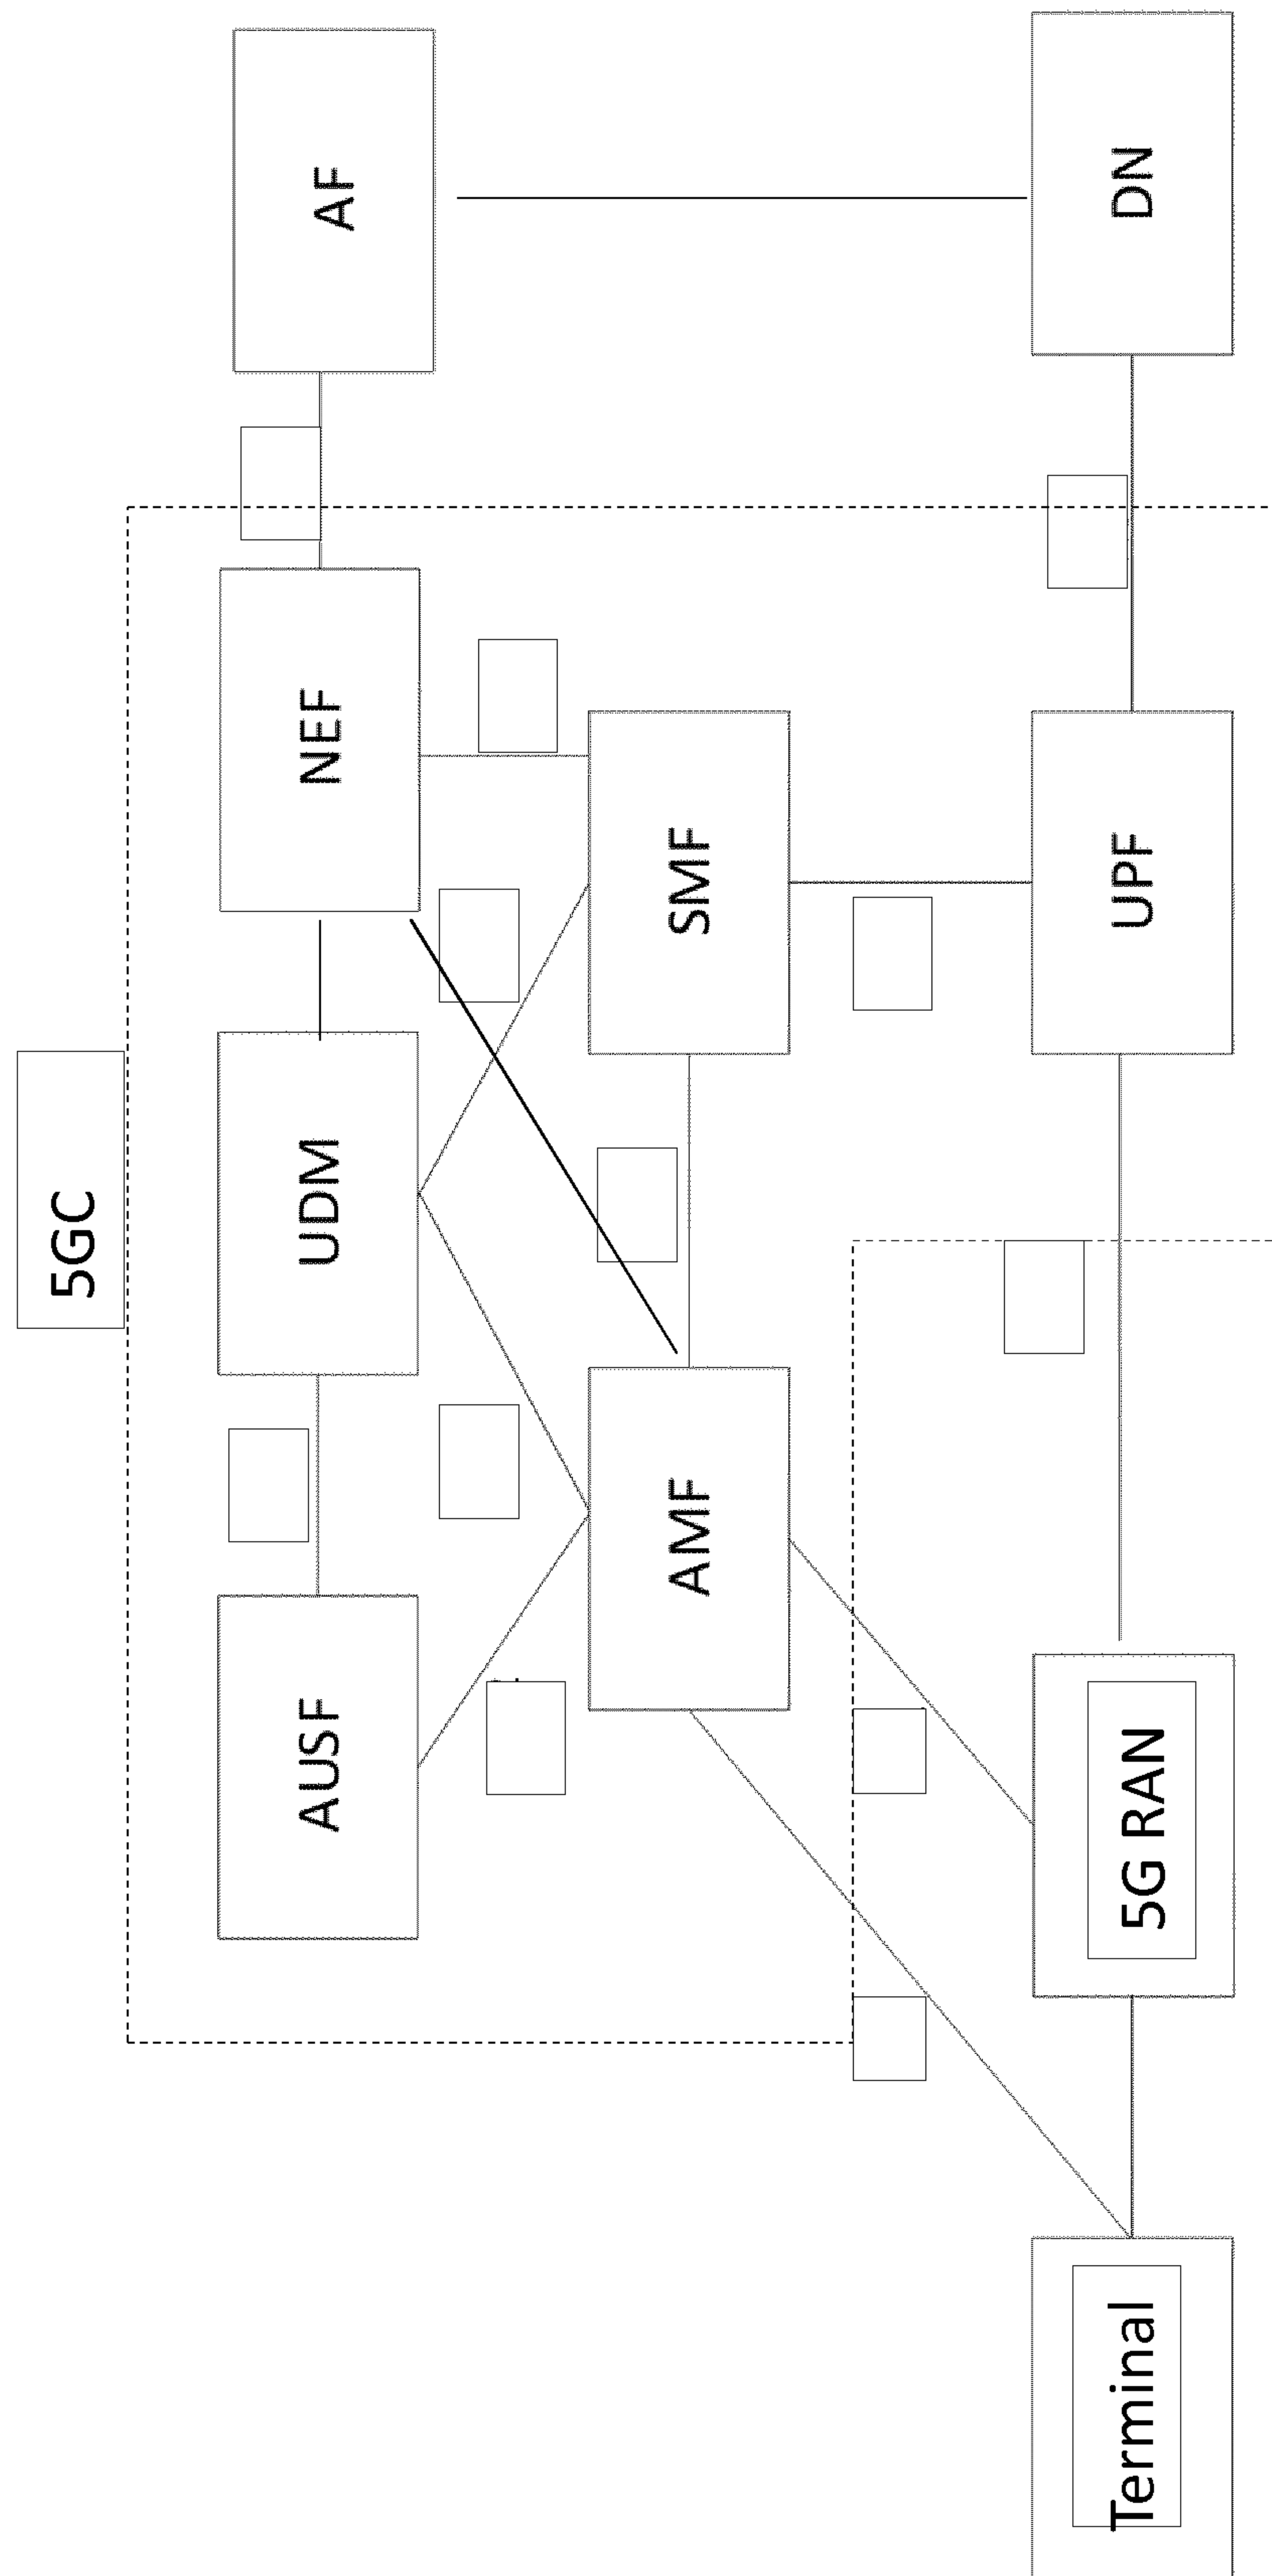 5GC
AUSF
UDM
NEF
AF
AMF
SMF
Terminal
5G RAN
UPF
DN